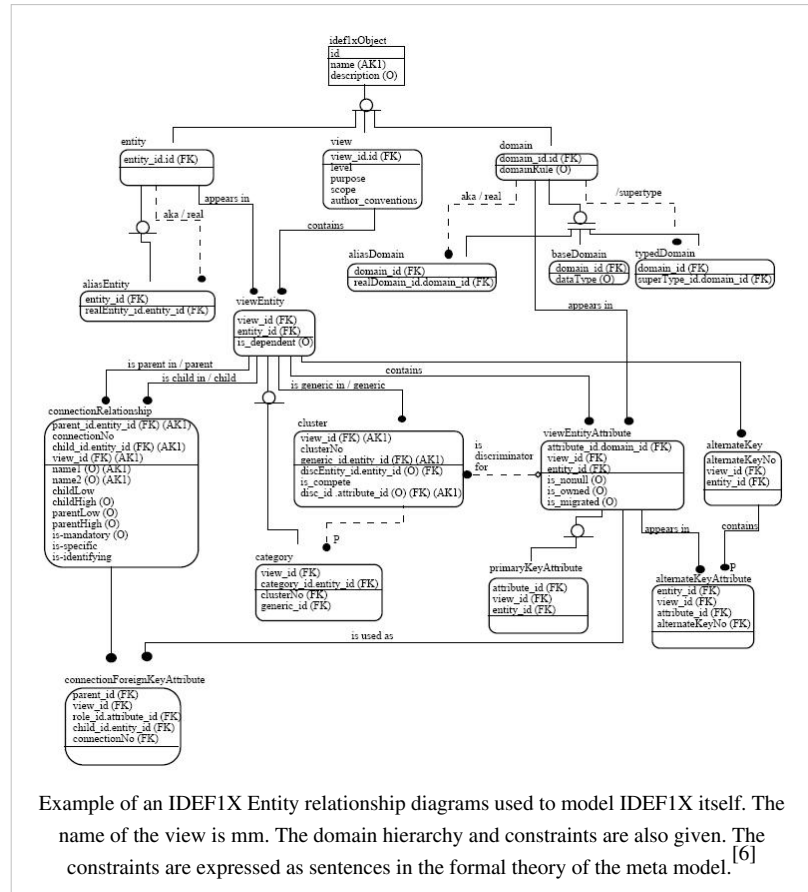 idef1xObject
id
name (AK1)
description (O)
entity
entity_id.id (FK)
view
view_id.id (FK)
level
purpose
scope
author_conventions
domain
domain_id.id (FK)
domainRule (O)
appears in
aka / real
contains
aka / real
/supertype
aliasEntity
entity_id (FK)
realEntity_id.entity_id (FK)
aliasDomain
domain_id (FK)
realDomain_id.domain_id (FK)
baseDomain
domain_id (FK)
dataType (O)
typedDomain
domain_id (FK)
superType_id.domain_id (FK)
viewEntity
view_id (FK)
entity_id (FK)
is_dependent (O)
appears in
is parent in / parent
is child in / child
is generic in / generic
contains
connectionRelationship
parent_id.entity_id (FK) (AK1)
connectionNo
child_id.entity_id (FK) (AK1)
view_id (FK) (AK1)
name1 (O) (AK1)
name2 (O) (AK1)
childLow
childHigh (O)
parentLow (O)
parentHigh (O)
is-mandatory (O)
is-specific
is-identifying
cluster
view_id (FK) (AK1)
clusterNo
generic_id.entity_id (FK) (AK1)
discEntity_id.entity_id (O) (FK)
is_compete
disc_id .attribute_id (O) (FK) (AK1)
is
discriminator
for
viewEntityAttribute
attribute_id.domain_id (FK)
view_id (FK)
entity_id (FK)
is_nonull (O)
is_owned (O)
is_migrated (O)
alternateKey
alternateKeyNo
view_id (FK)
entity_id (FK)
P
category
view_id (FK)
category_id.entity_id (FK)
clusterNo (FK)
generic_id (FK)
primaryKeyAttribute
attribute_id (FK)
view_id (FK)
entity_id (FK)
appears in
contains
P
alternateKeyAttribute
entity_id (FK)
view_id (FK)
attribute_id (FK)
alternateKeyNo (FK)
is used as
connectionForeignKeyAttribute
parent_id (FK)
view_id (FK)
role_id.attribute_id (FK)
child_id.entity_id (FK)
connectionNo (FK)
Example of an IDEF1X Entity relationship diagrams used to model IDEF1X itself. The
name of the view is mm. The domain hierarchy and constraints are also given. The
constraints are expressed as sentences in the formal theory of the meta model.[6]